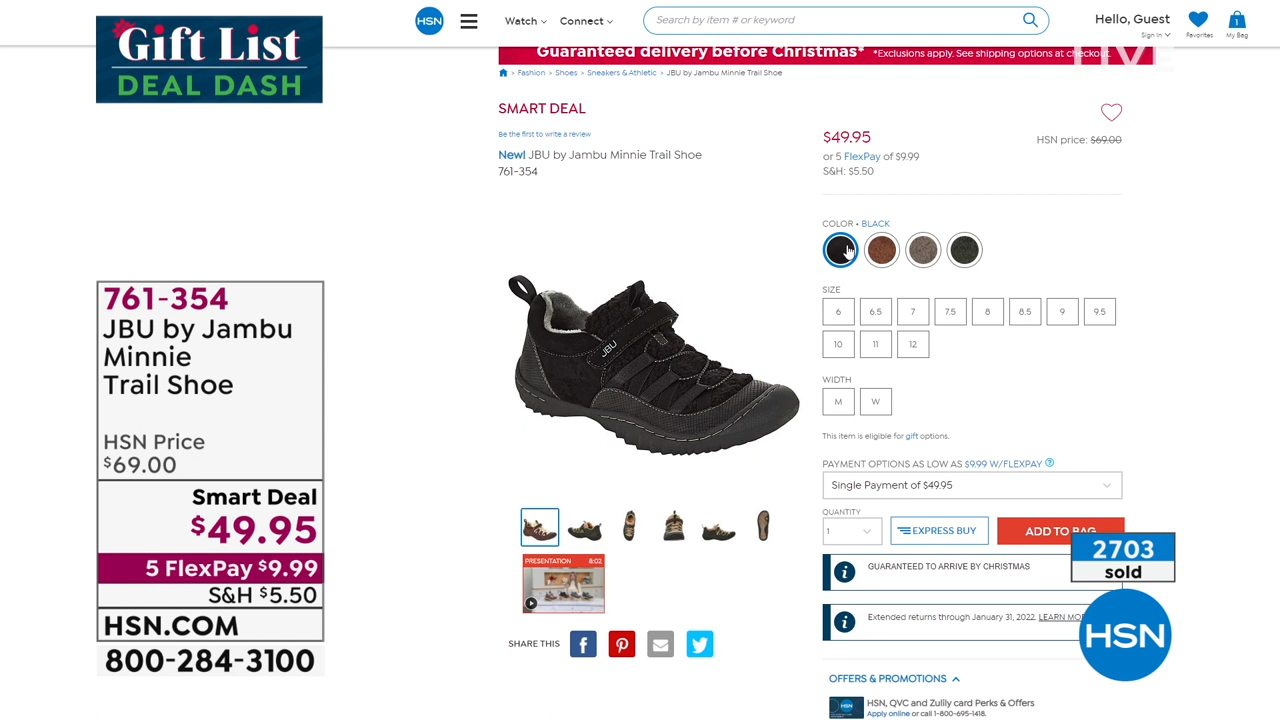 Gift List
DEAL DASH
HSN
Watch
Connect
Search by item # or keyword
Hello, Guest
Sign in
Favorites
1
My Bag
Guaranteed delivery before Christmas* *Exclusions apply. See shipping options at checkout.
LIVE
> Fashion > Shoes > Sneakers & Athletic > JBU by Jambu Minnie Trail Shoe
SMART DEAL
Be the first to write a review
New! JBU by Jambu Minnie Trail Shoe
761-354
$49.95
HSN price: $69.00
or 5 FlexPay of $9.99
S&H: $5.50
COLOR • BLACK
SIZE
6 6.5 7 7.5 8 8.5 9 9.5
10 11 12
WIDTH
M W
This item is eligible for gift options.
PAYMENT OPTIONS AS LOW AS $9.99 W/FLEXPAY ?
Single Payment of $49.95
QUANTITY
1
EXPRESS BUY
ADD TO BAG
i GUARANTEED TO ARRIVE BY CHRISTMAS
i Extended returns through January 31, 2022. LEARN MO
OFFERS & PROMOTIONS
HSN
HSN, QVC and Zulily card Perks & Offers
Apply online or call 1-800-695-1418.
JBU
PRESENTATION 8:02
SHARE THIS
761-354
JBU by Jambu
Minnie
Trail Shoe
HSN Price
$69.00
Smart Deal
$49.95
5 FlexPay $9.99
S&H $5.50
HSN.COM
800-284-3100
2703
sold
HSN